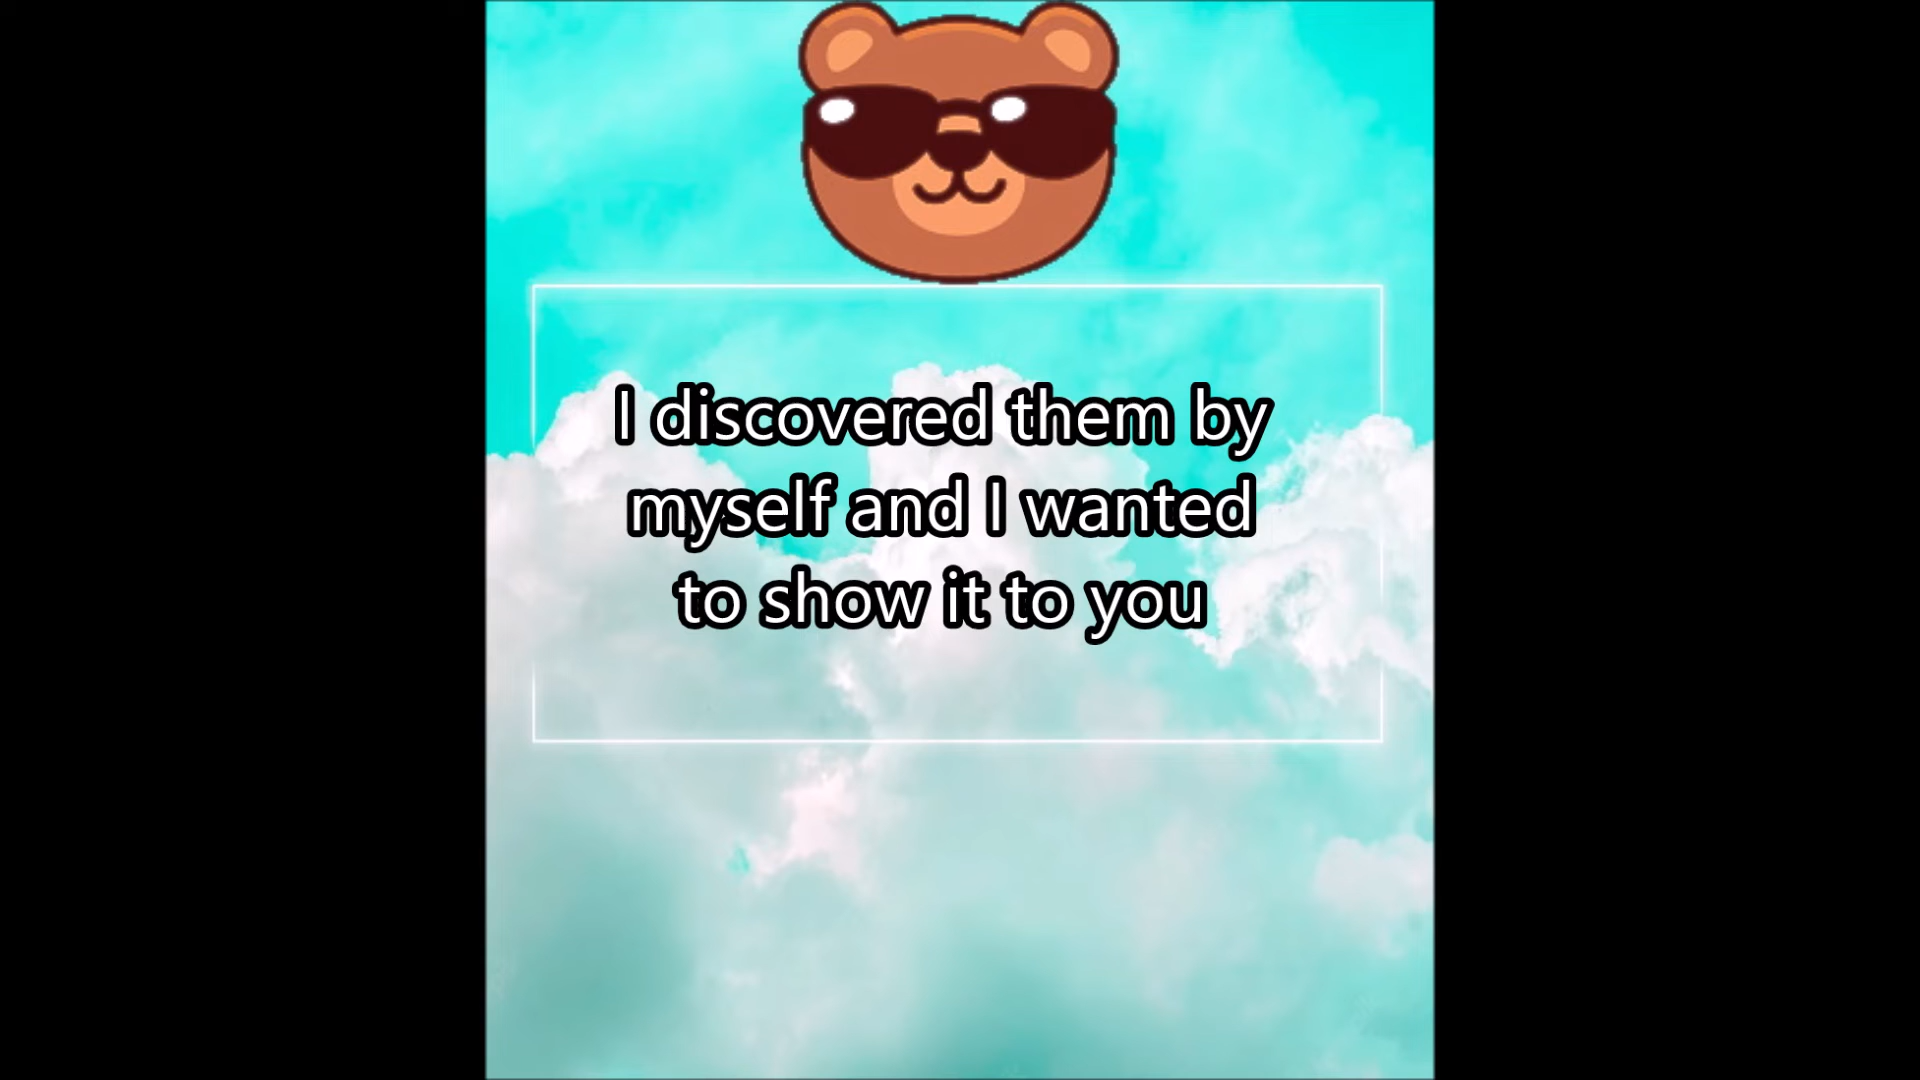 I discovered them by
myself and I wanted
to show it to you